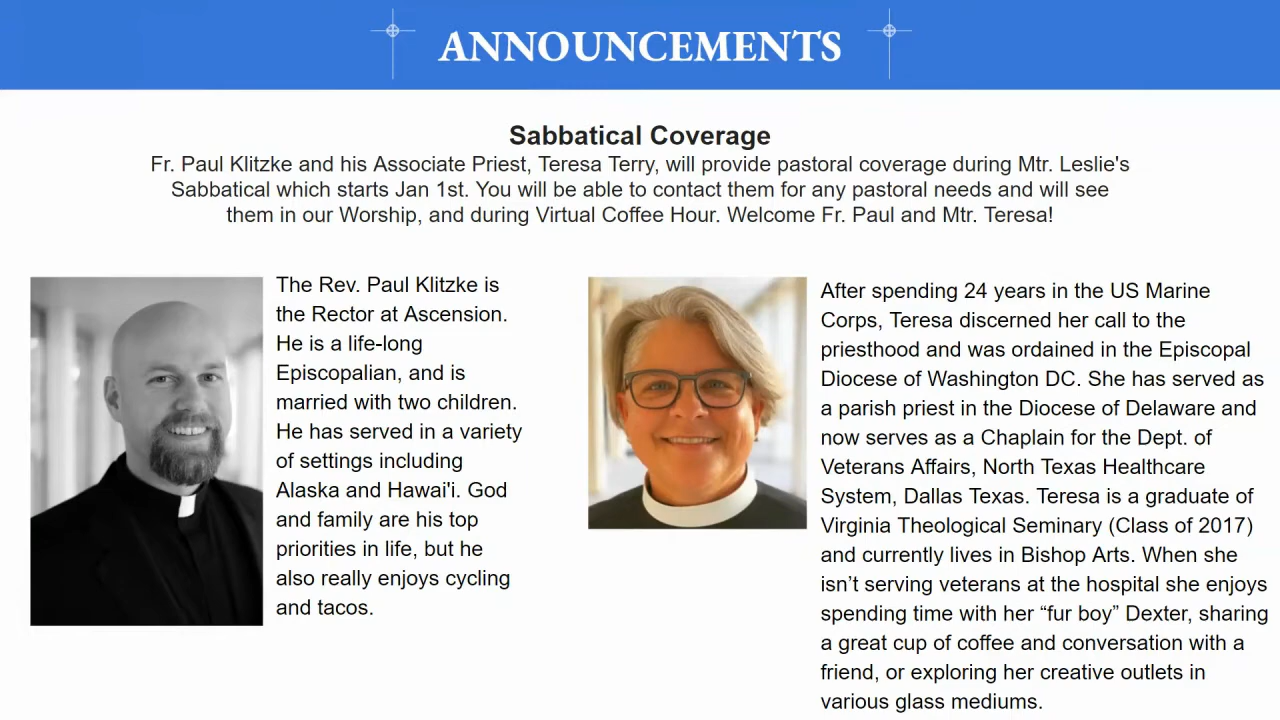 ANNOUNCEMENTS
Sabbatical Coverage
Fr. Paul Klitzke and his Associate Priest, Teresa Terry, will provide pastoral coverage during Mtr. Leslie's
Sabbatical which starts Jan 1st. You will be able to contact them for any pastoral needs and will see
them in our Worship, and during Virtual Coffee Hour. Welcome Fr. Paul and Mtr. Teresa!
The Rev. Paul Klitzke is
the Rector at Ascension.
He is a life-long
Episcopalian, and is
married with two children.
He has served in a variety
of settings including
Alaska and Hawai'i. God
and family are his top
priorities in life, but he
also really enjoys cycling
and tacos.
After spending 24 years in the US Marine
Corps, Teresa discerned her call to the
priesthood and was ordained in the Episcopal
Diocese of Washington DC. She has served as
a parish priest in the Diocese of Delaware and
now serves as a Chaplain for the Dept. of
Veterans Affairs, North Texas Healthcare
System, Dallas Texas. Teresa is a graduate of
Virginia Theological Seminary (Class of 2017)
and currently lives in Bishop Arts. When she
isn’t serving veterans at the hospital she enjoys
spending time with her “fur boy” Dexter, sharing
a great cup of coffee and conversation with a
friend, or exploring her creative outlets in
various glass mediums.